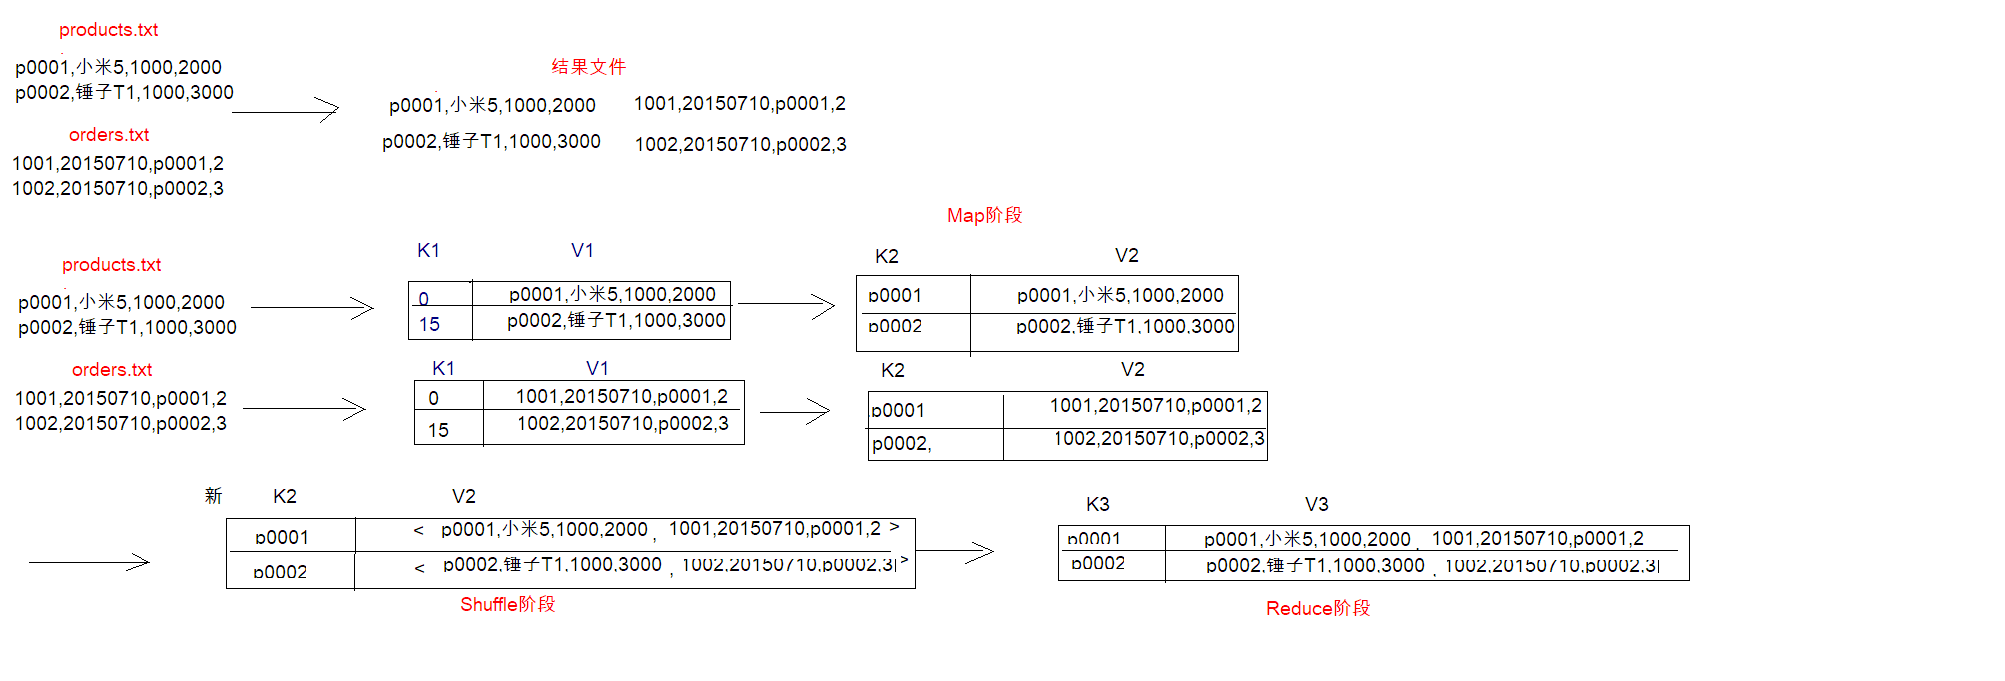 products.txt
p0001,小米5,1000,2000
p0002,锤子T1,1000,3000
orders.txt
1001,20150710,p0001,2
1002,20150710,p0002,3
结果文件
p0001,小米5,1000,2000 1001,20150710,p0001,2
p0002,锤子T1,1000,3000 1002,20150710,p0002,3
Map阶段
products.txt
p0001,小米5,1000,2000
p0002,锤子T1,1000,3000
K1 V1
0 p0001,小米5,1000,2000
15 p0002,锤子T1,1000,3000
K2 V2
p0001 p0001,小米5,1000,2000
p0002 p0002,锤子T1,1000,3000
orders.txt
1001,20150710,p0001,2
1002,20150710,p0002,3
K1 V1
0 1001,20150710,p0001,2
15 1002,20150710,p0002,3
K2 V2
p0001 1001,20150710,p0001,2
p0002, 1002,20150710,p0002,3
新 K2 V2
p0001 < p0001,小米5,1000,2000 , 1001,20150710,p0001,2 >
p0002 < p0002,锤子T1,1000,3000 , 1002,20150710,p0002,3 >
Shuffle阶段
K3 V3
p0001 p0001,小米5,1000,2000 , 1001,20150710,p0001,2
p0002 p0002,锤子T1,1000,3000 , 1002,20150710,p0002,3
Reduce阶段